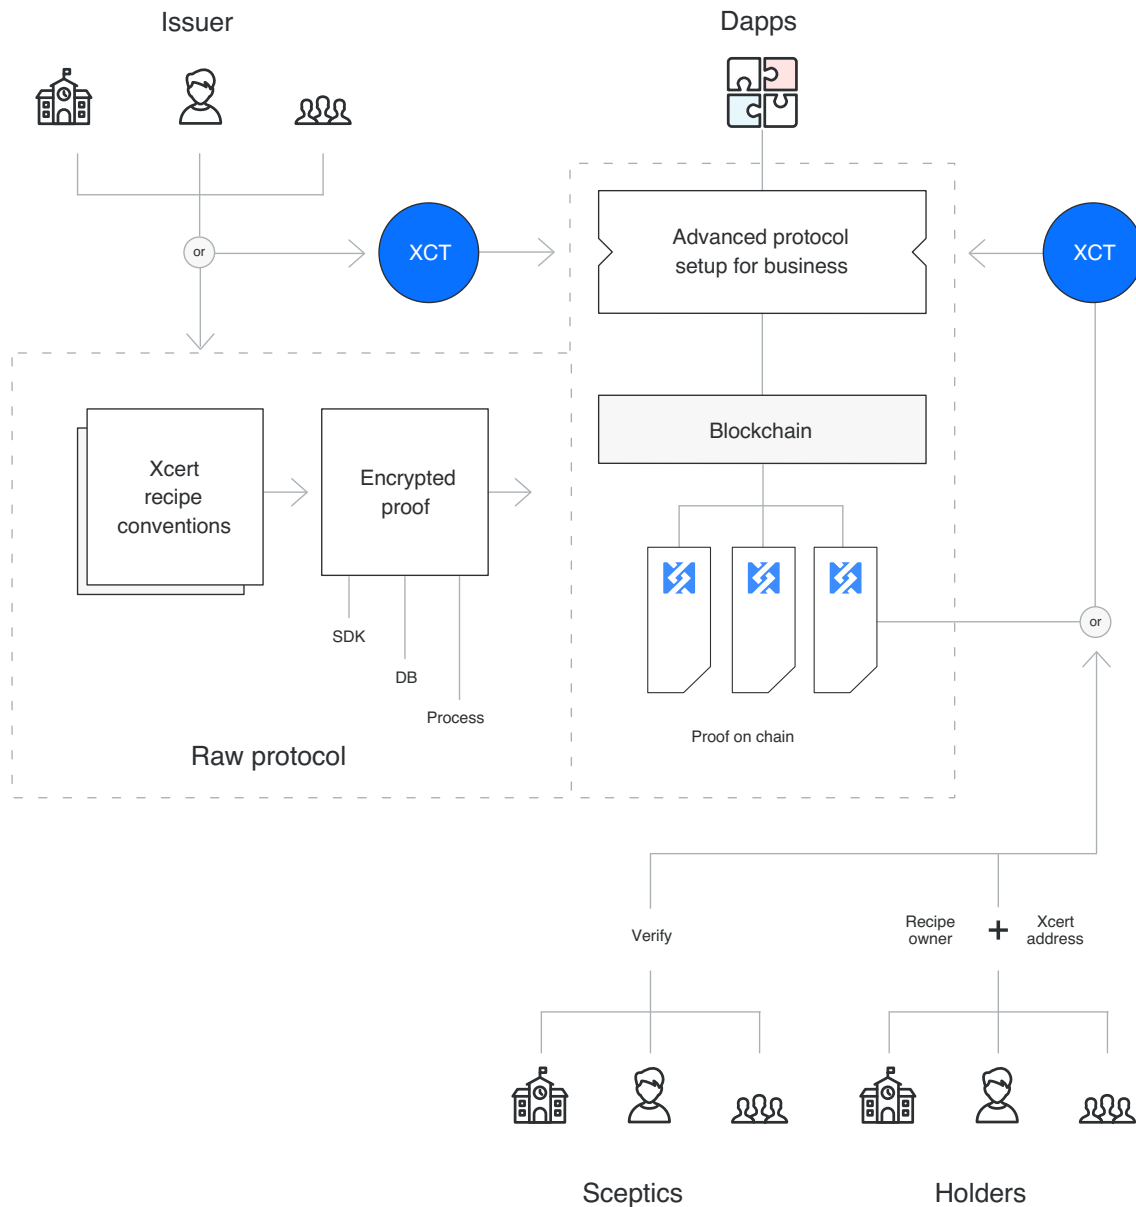 Issuer
Dapps
or
XCT
Advanced protocol
setup for business
XCT
Blockchain
Xcert
recipe
conventions
Encrypted
proof
SDK
DB
Process
Raw protocol
Proof on chain
or
Verify
Recipe
owner
+
Xcert
address
Sceptics
Holders